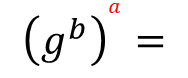 (g^b)^a =